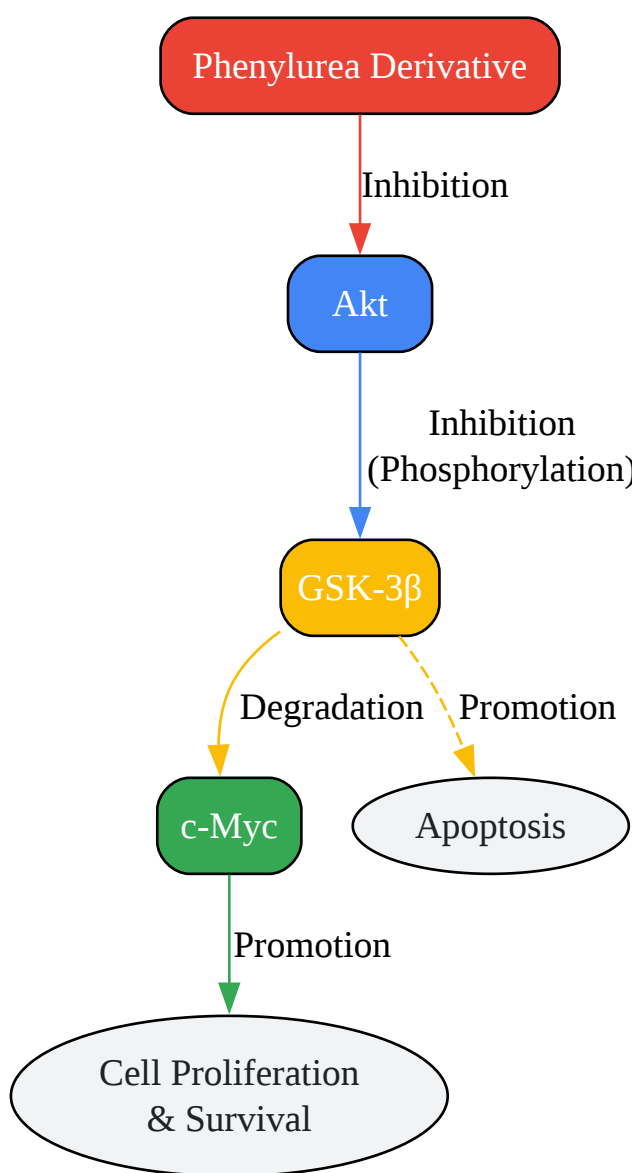 Phenylurea Derivative
Inhibition
Akt
Inhibition
(Phosphorylation)
GSK-3β
Degradation
Promotion
c-Myc
Apoptosis
Promotion
Cell Proliferation
& Survival